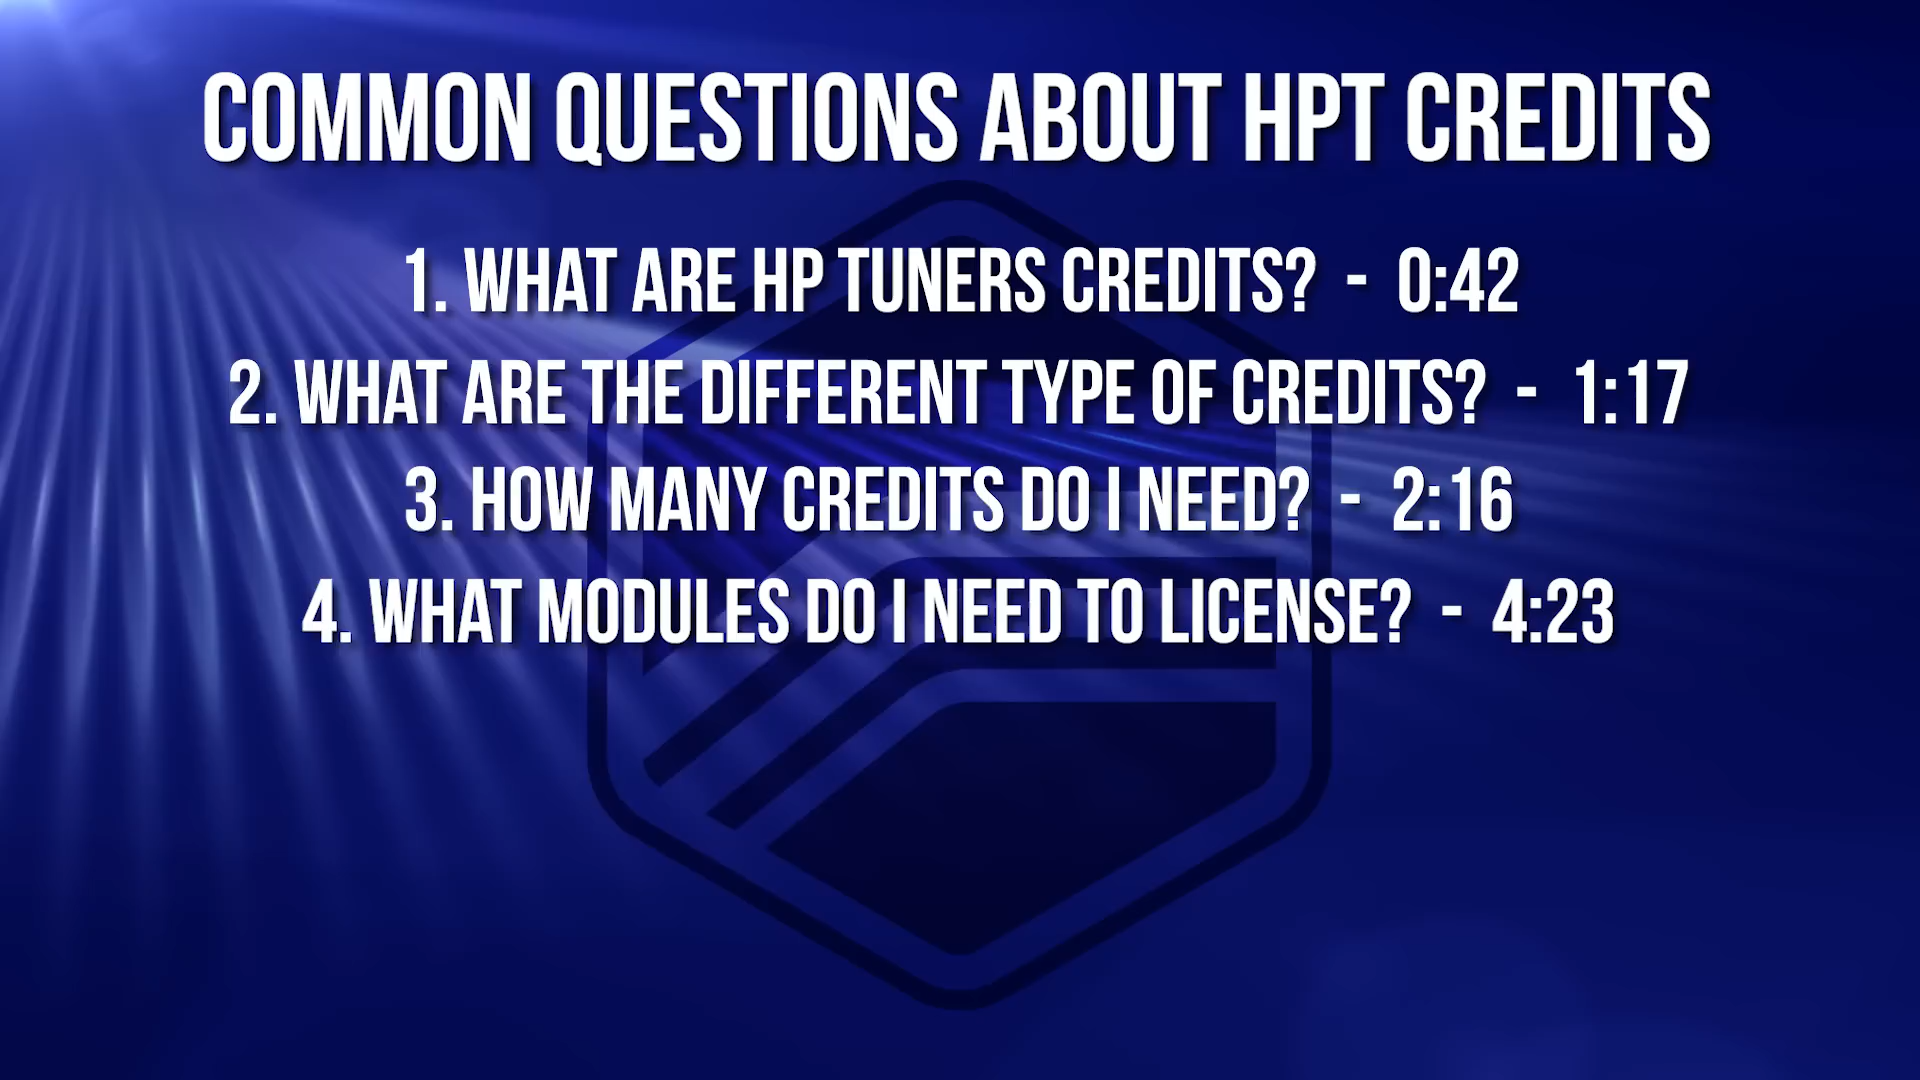 COMMON QUESTIONS ABOUT HPT CREDITS
1. WHAT ARE HP TUNERS CREDITS? - 0:42
2. WHAT ARE THE DIFFERENT TYPE OF CREDITS? - 1:17
3. HOW MANY CREDITS DO I NEED? - 2:16
4. WHAT MODULES DO I NEED TO LICENSE? - 4:23